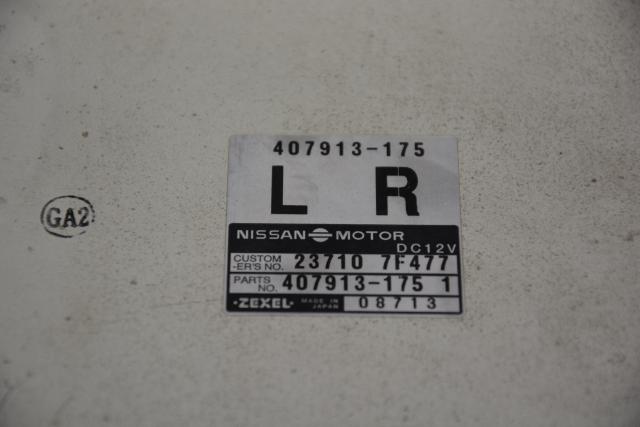 407913-175
L R
NISSAN MOTOR
DC12V
CUSTOM
-ER'S NO. 23710 7F477
PARTS
NO. 407913-175 1
·ZEXEL· MADE IN
JAPAN 08713
GA2